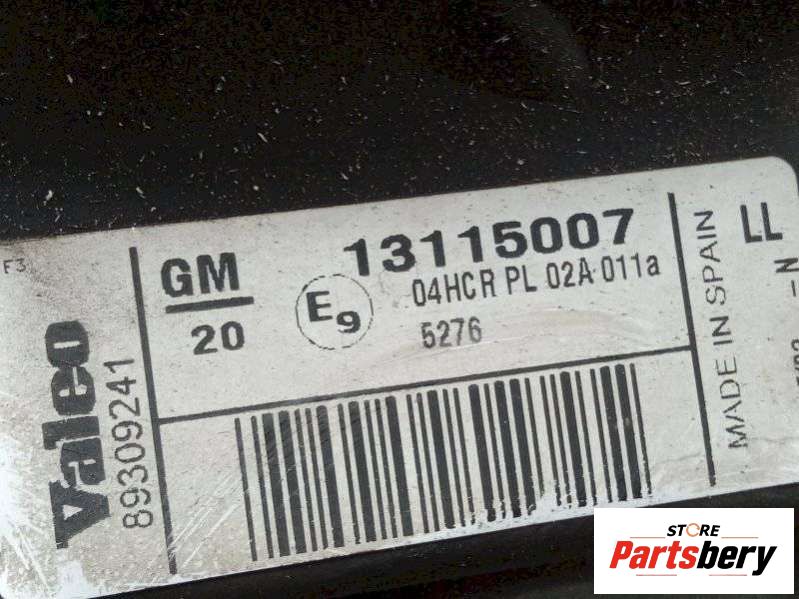 F3
Valeo
89309241
GM
20
E9
13115007
04HCR PL 02A 011a
5276
MADE IN SPAIN
LL
-N
STORE
Partsbery